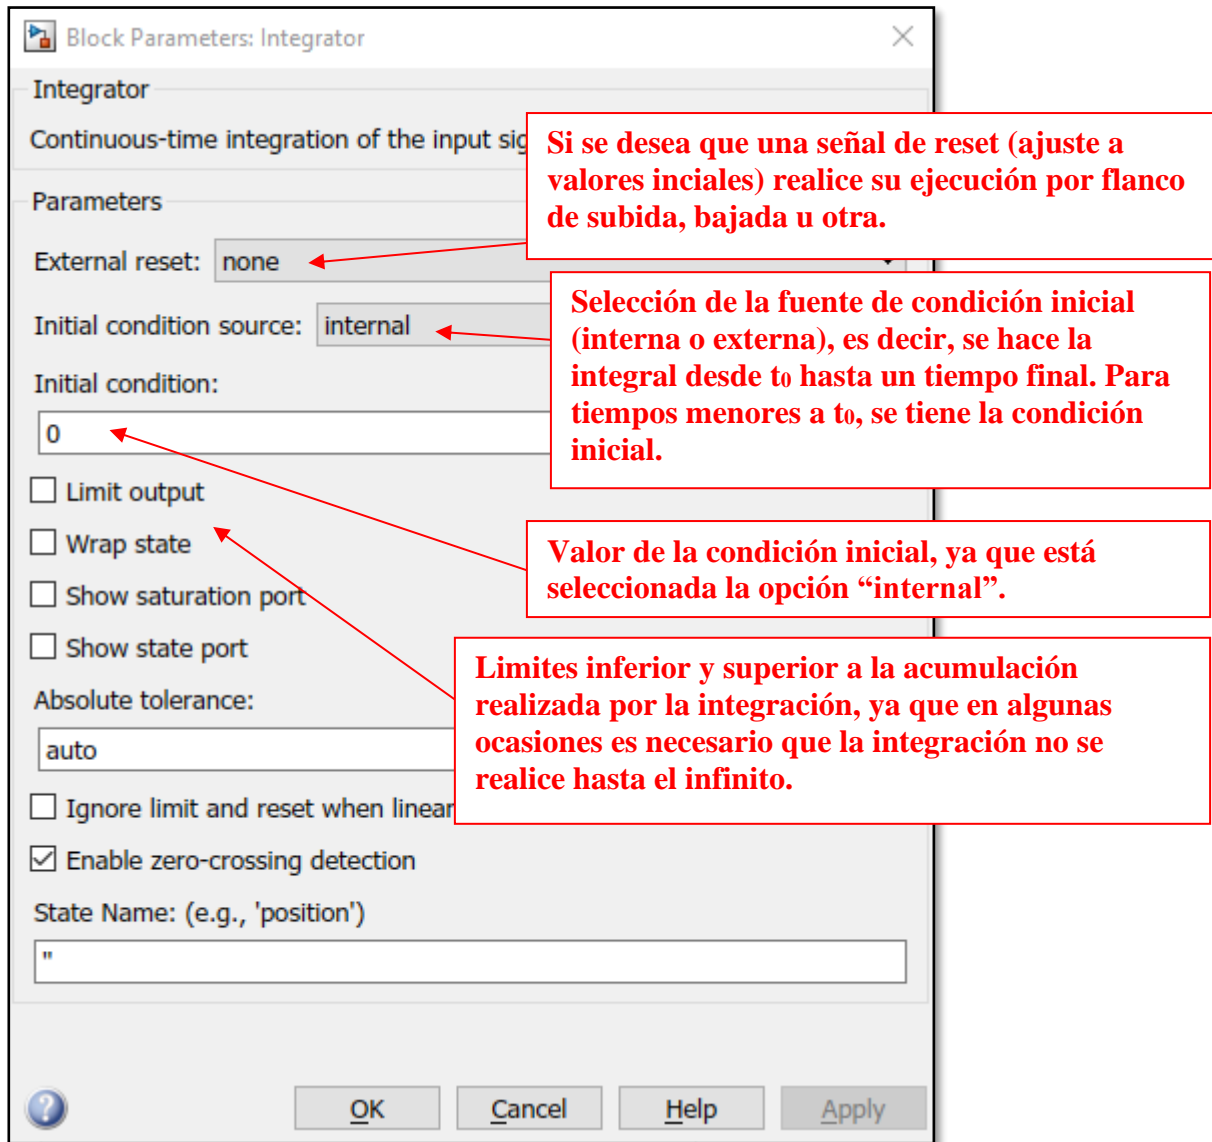 Block Parameters: Integrator
Integrator
Continuous-time integration of the input sig
Si se desea que una señal de reset (ajuste a
valores inciales) realice su ejecución por flanco
de subida, bajada u otra.
Parameters
External reset: none
Selección de la fuente de condición inicial
(interna o externa), es decir, se hace la
integral desde t₀ hasta un tiempo final. Para
tiempos menores a t₀, se tiene la condición
inicial.
Initial condition source: internal
Initial condition:
0
Limit output
Wrap state
Valor de la condición inicial, ya que está
seleccionada la opción “internal”.
Show saturation port
Show state port
Limites inferior y superior a la acumulación
realizada por la integración, ya que en algunas
ocasiones es necesario que la integración no se
realice hasta el infinito.
Absolute tolerance:
auto
Ignore limit and reset when linear
Enable zero-crossing detection
State Name: (e.g., 'position')
''
OK Cancel Help Apply